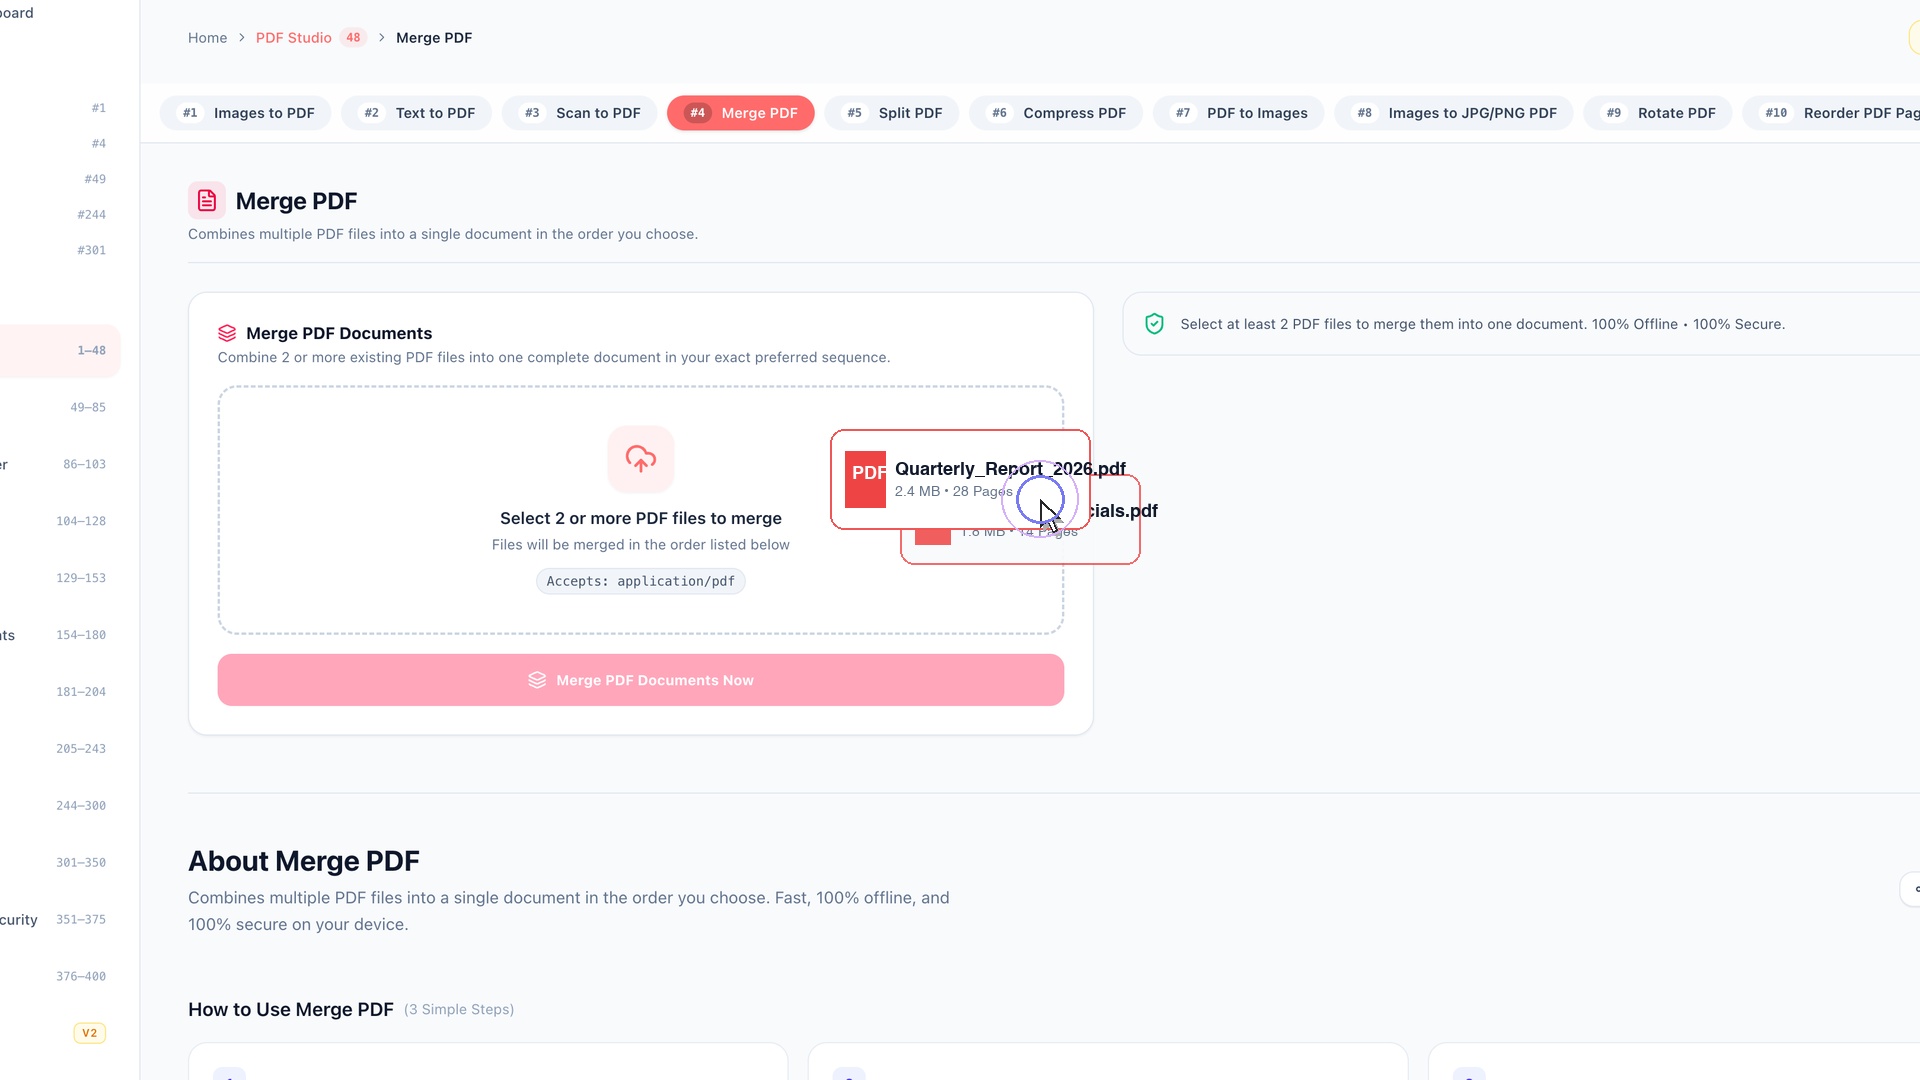 board
#1
#4
#49
#244
#301
1–48
49–85
er 86–103
104–128
129–153
nts 154–180
181–204
205–243
244–300
301–350
curity 351–375
376–400
V2
Home > PDF Studio 48 > Merge PDF
#1 Images to PDF #2 Text to PDF #3 Scan to PDF #4 Merge PDF #5 Split PDF #6 Compress PDF #7 PDF to Images #8 Images to JPG/PNG PDF #9 Rotate PDF #10 Reorder PDF Pag
Merge PDF
Combines multiple PDF files into a single document in the order you choose.
Merge PDF Documents
Combine 2 or more existing PDF files into one complete document in your exact preferred sequence.
Select 2 or more PDF files to merge
Files will be merged in the order listed below
Accepts: application/pdf
PDF Quarterly_Report_2026.pdf
2.4 MB • 28 Pages
cials.pdf
1.8 MB • 14 Pages
Merge PDF Documents Now
Select at least 2 PDF files to merge them into one document. 100% Offline • 100% Secure.
About Merge PDF
Combines multiple PDF files into a single document in the order you choose. Fast, 100% offline, and
100% secure on your device.
How to Use Merge PDF (3 Simple Steps)